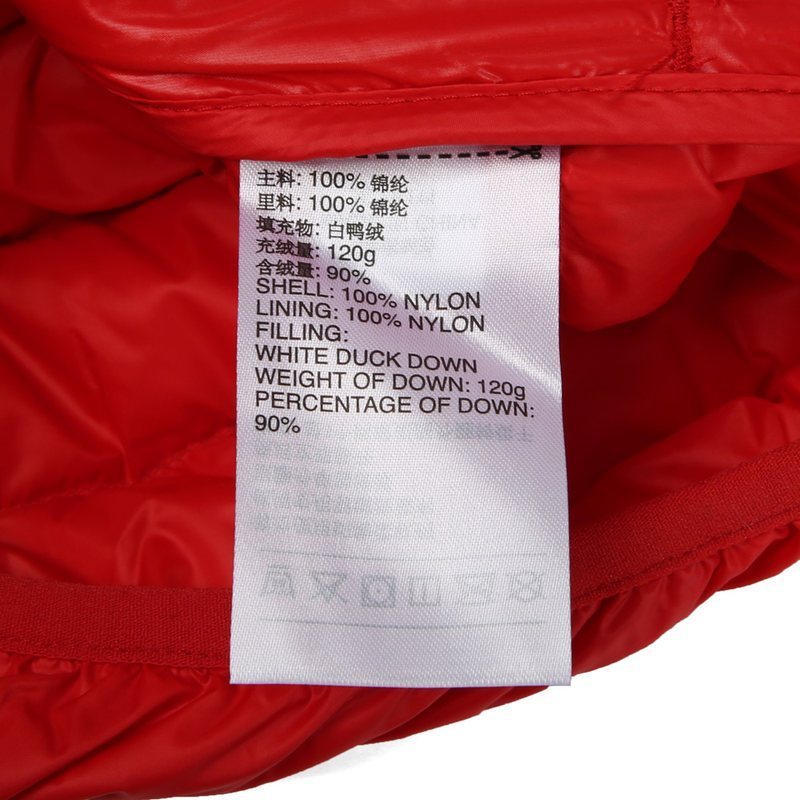 主料: 100% 锦纶
里料: 100% 锦纶
填充物: 白鸭绒
充绒量: 120g
含绒量: 90%
SHELL: 100% NYLON
LINING: 100% NYLON
FILLING:
WHITE DUCK DOWN
WEIGHT OF DOWN: 120g
PERCENTAGE OF DOWN:
90%